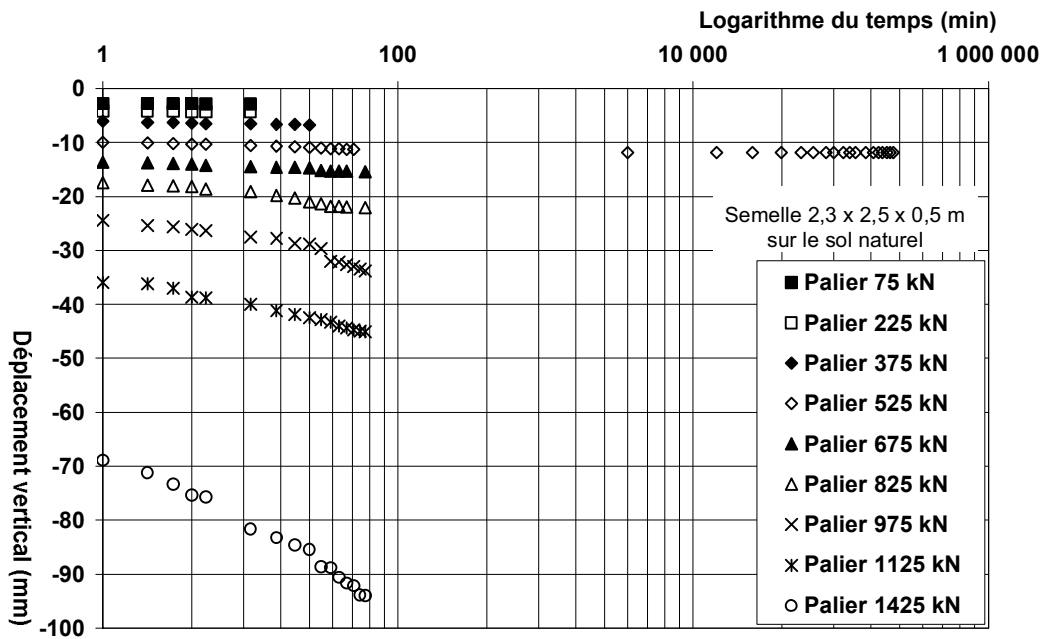 Logarithme du temps (min)
1 100 10 000 1 000 000
0
-10
-20
-30
-40
-50
-60
-70
-80
-90
-100
Déplacement vertical (mm)
Semelle 2,3 x 2,5 x 0,5 m
sur le sol naturel
Palier 75 kN
Palier 225 kN
Palier 375 kN
Palier 525 kN
Palier 675 kN
Palier 825 kN
Palier 975 kN
Palier 1125 kN
Palier 1425 kN